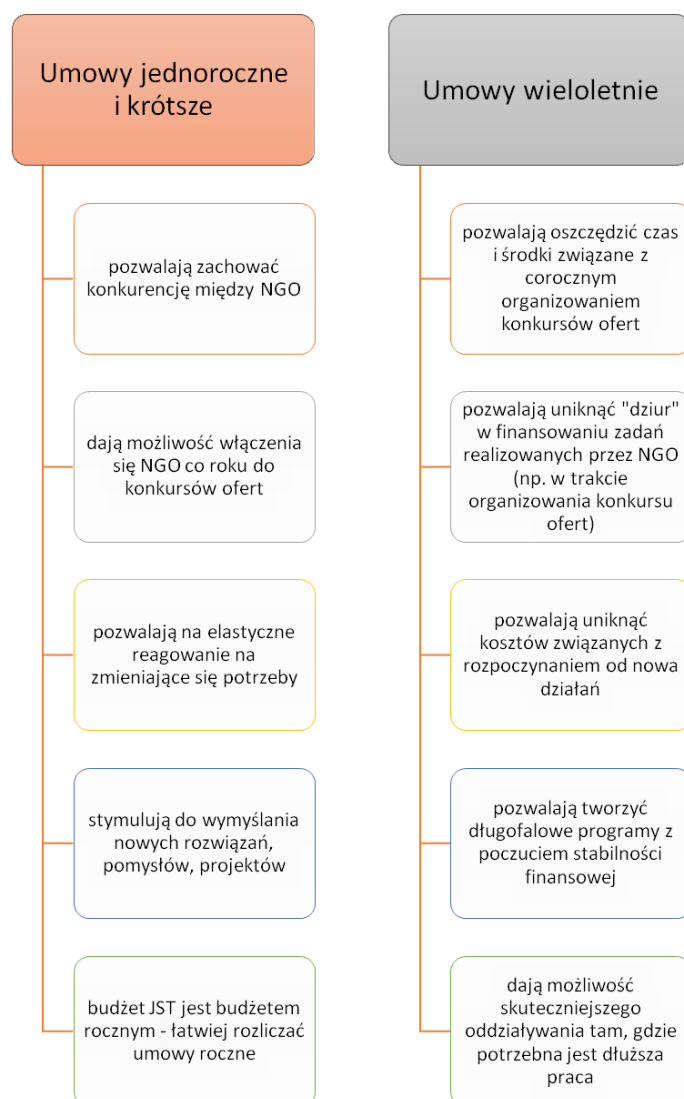 Umowy jednoroczne
i krótsze
pozwalają zachować
konkurencję między NGO
dają możliwość włączenia
się NGO co roku do
konkursów ofert
pozwalają na elastyczne
reagowanie na
zmieniające się potrzeby
stymulują do wymyślania
nowych rozwiązań,
pomysłów, projektów
budżet JST jest budżetem
rocznym - łatwiej rozliczać
umowy roczne
Umowy wieloletnie
pozwalają oszczędzić czas
i środki związane z
corocznym
organizowaniem
konkursów ofert
pozwalają uniknąć "dziur"
w finansowaniu zadań
realizowanych przez NGO
(np. w trakcie
organizowania konkursu
ofert)
pozwalają uniknąć
kosztów związanych z
rozpoczynaniem od nowa
działań
pozwalają tworzyć
długofalowe programy z
poczuciem stabilności
finansowej
dają możliwość
skuteczniejszego
oddziaływania tam, gdzie
potrzebna jest dłuższa
praca